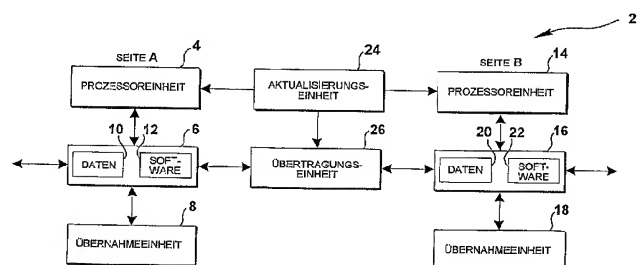 2
SEITE A
4
24
SEITE B
14
PROZESSOREINHEIT
AKTUALISIERUNGS-
EINHEIT
PROZESSOREINHEIT
10
12
6
26
20
22
16
DATEN
SOFT-
WARE
ÜBERTRAGUNGS-
EINHEIT
DATEN
SOFT-
WARE
8
18
ÜBERNAHMEEINHEIT
ÜBERNAHMEEINHEIT